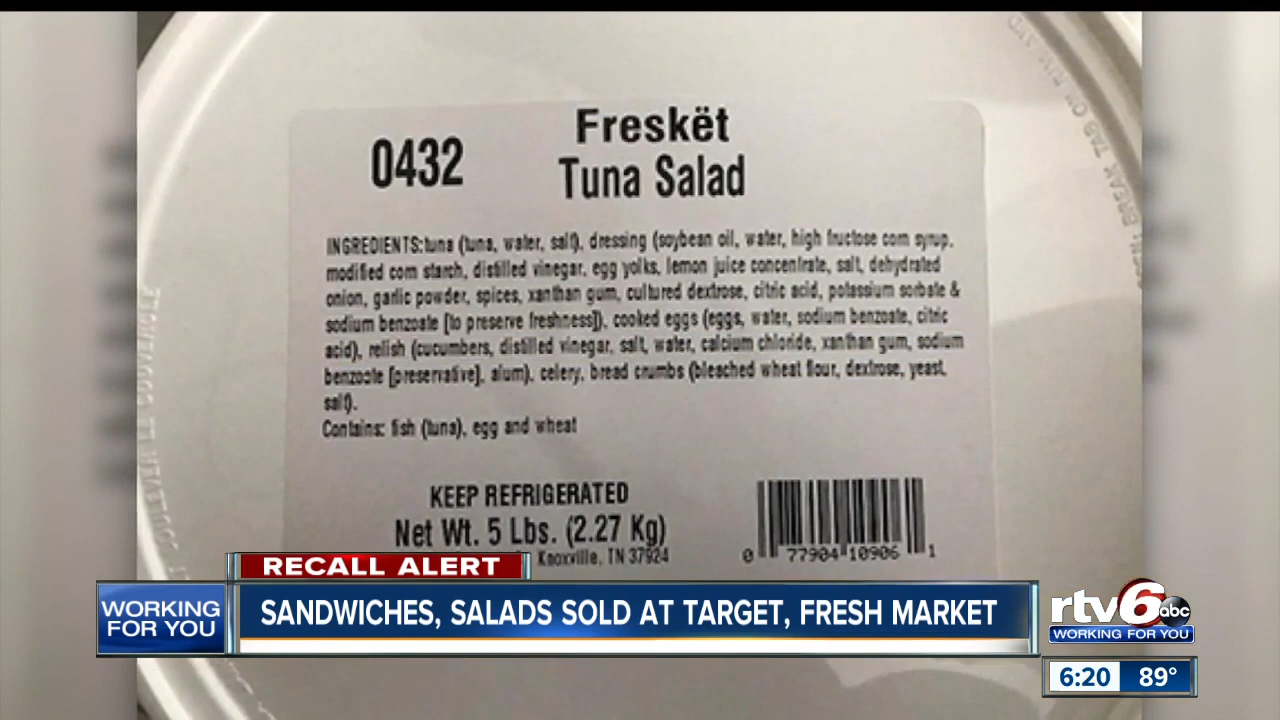 0432
Freskët
Tuna Salad
INGREDIENTS:tuna (tuna, water, salt), dressing (soybean oil, water, high fructose corn syrup,
modified corn starch, distilled vinegar, egg yolks, lemon juice concentrate, salt, dehydrated
onion, garlic powder, spices, xanthan gum, cultured dextrose, citric acid, potassium sorbate &
sodium benzoate [to preserve freshness]), cooked eggs (eggs, water, sodium benzoate, citric
acid), relish (cucumbers, distilled vinegar, salt, water, calcium chloride, xanthan gum, sodium
benzoate [preservative], alum), celery, bread crumbs (bleached wheat flour, dextrose, yeast,
salt).
Contains: fish (tuna), egg and wheat
KEEP REFRIGERATED
Net Wt. 5 Lbs. (2.27 Kg)
Knoxville, TN 37924
0 77904 10906 1
BREAK TAB
RECALL ALERT
WORKING
FOR YOU
SANDWICHES, SALADS SOLD AT TARGET, FRESH MARKET
rtv6 abc
WORKING FOR YOU
6:20 89°